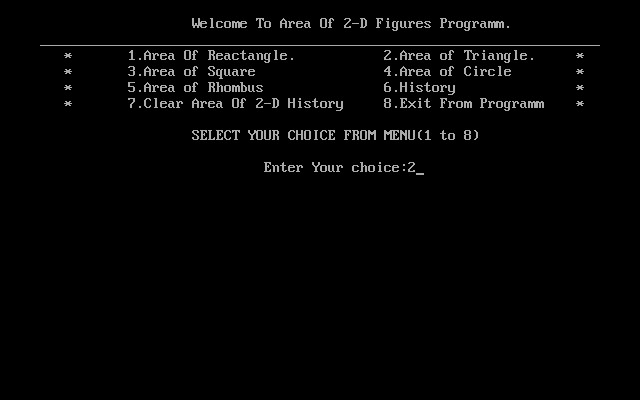 Welcome To Area Of 2-D Figures Programm.
* 1.Area Of Reactangle. 2.Area of Triangle. *
* 3.Area of Square 4.Area of Circle *
* 5.Area of Rhombus 6.History *
* 7.Clear Area Of 2-D History 8.Exit From Programm *
SELECT YOUR CHOICE FROM MENU(1 to 8)
Enter Your choice:2_